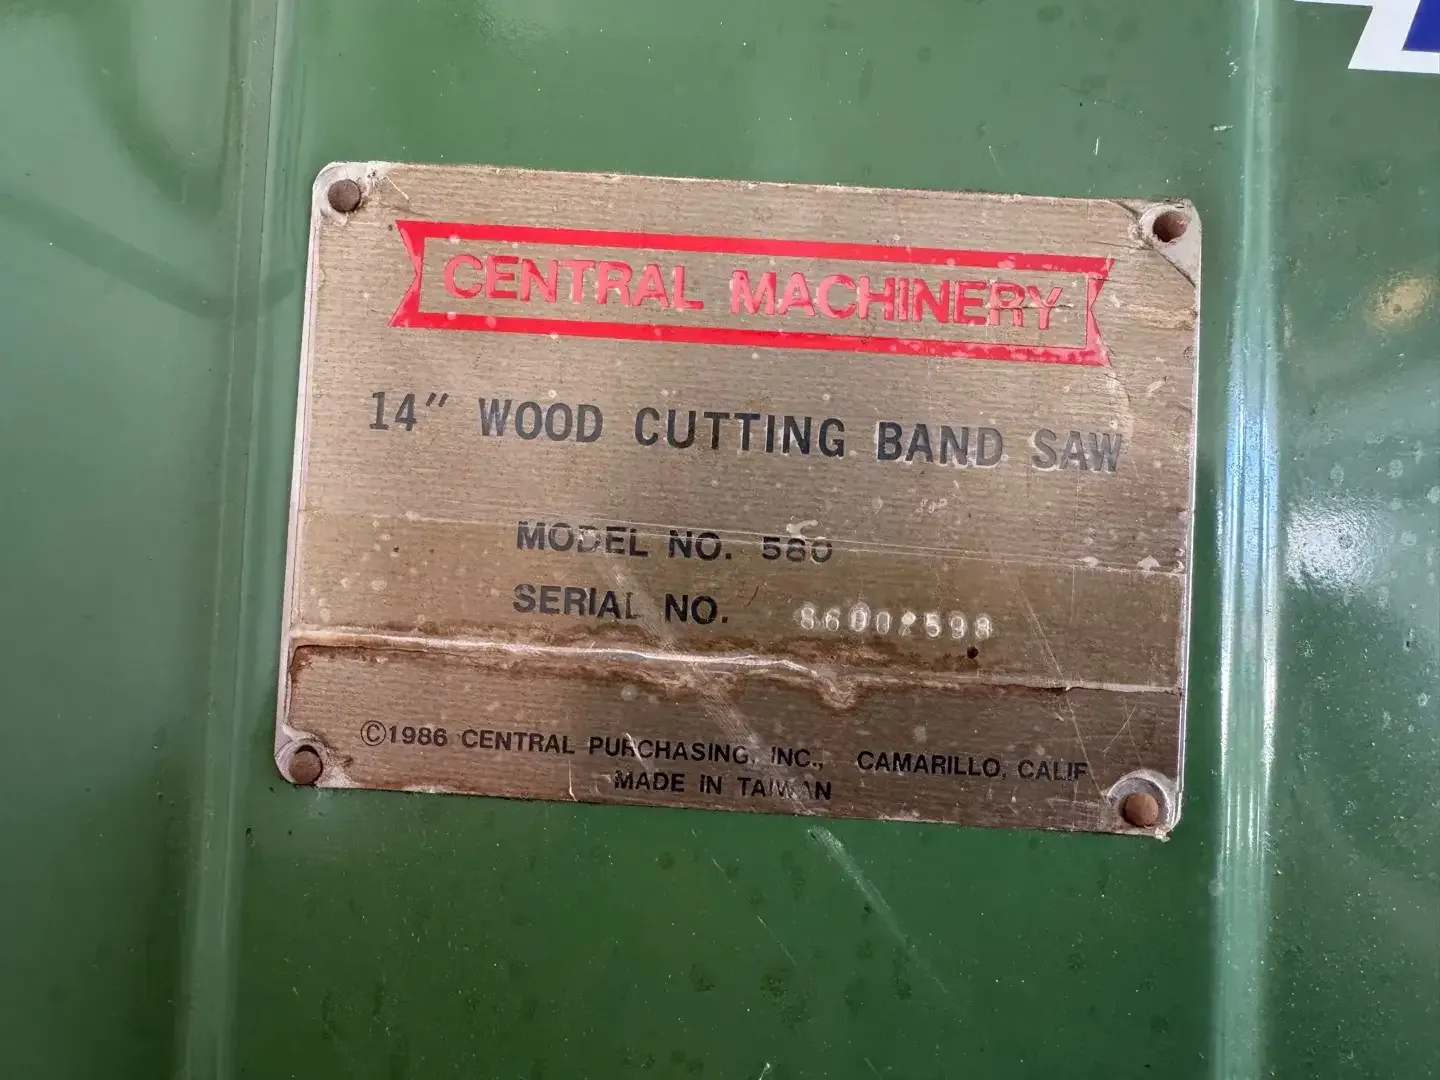 CENTRAL MACHINERY
14" WOOD CUTTING BAND SAW
MODEL NO. 580
SERIAL NO. 86002598
©1986 CENTRAL PURCHASING, INC., CAMARILLO, CALIF
MADE IN TAIWAN